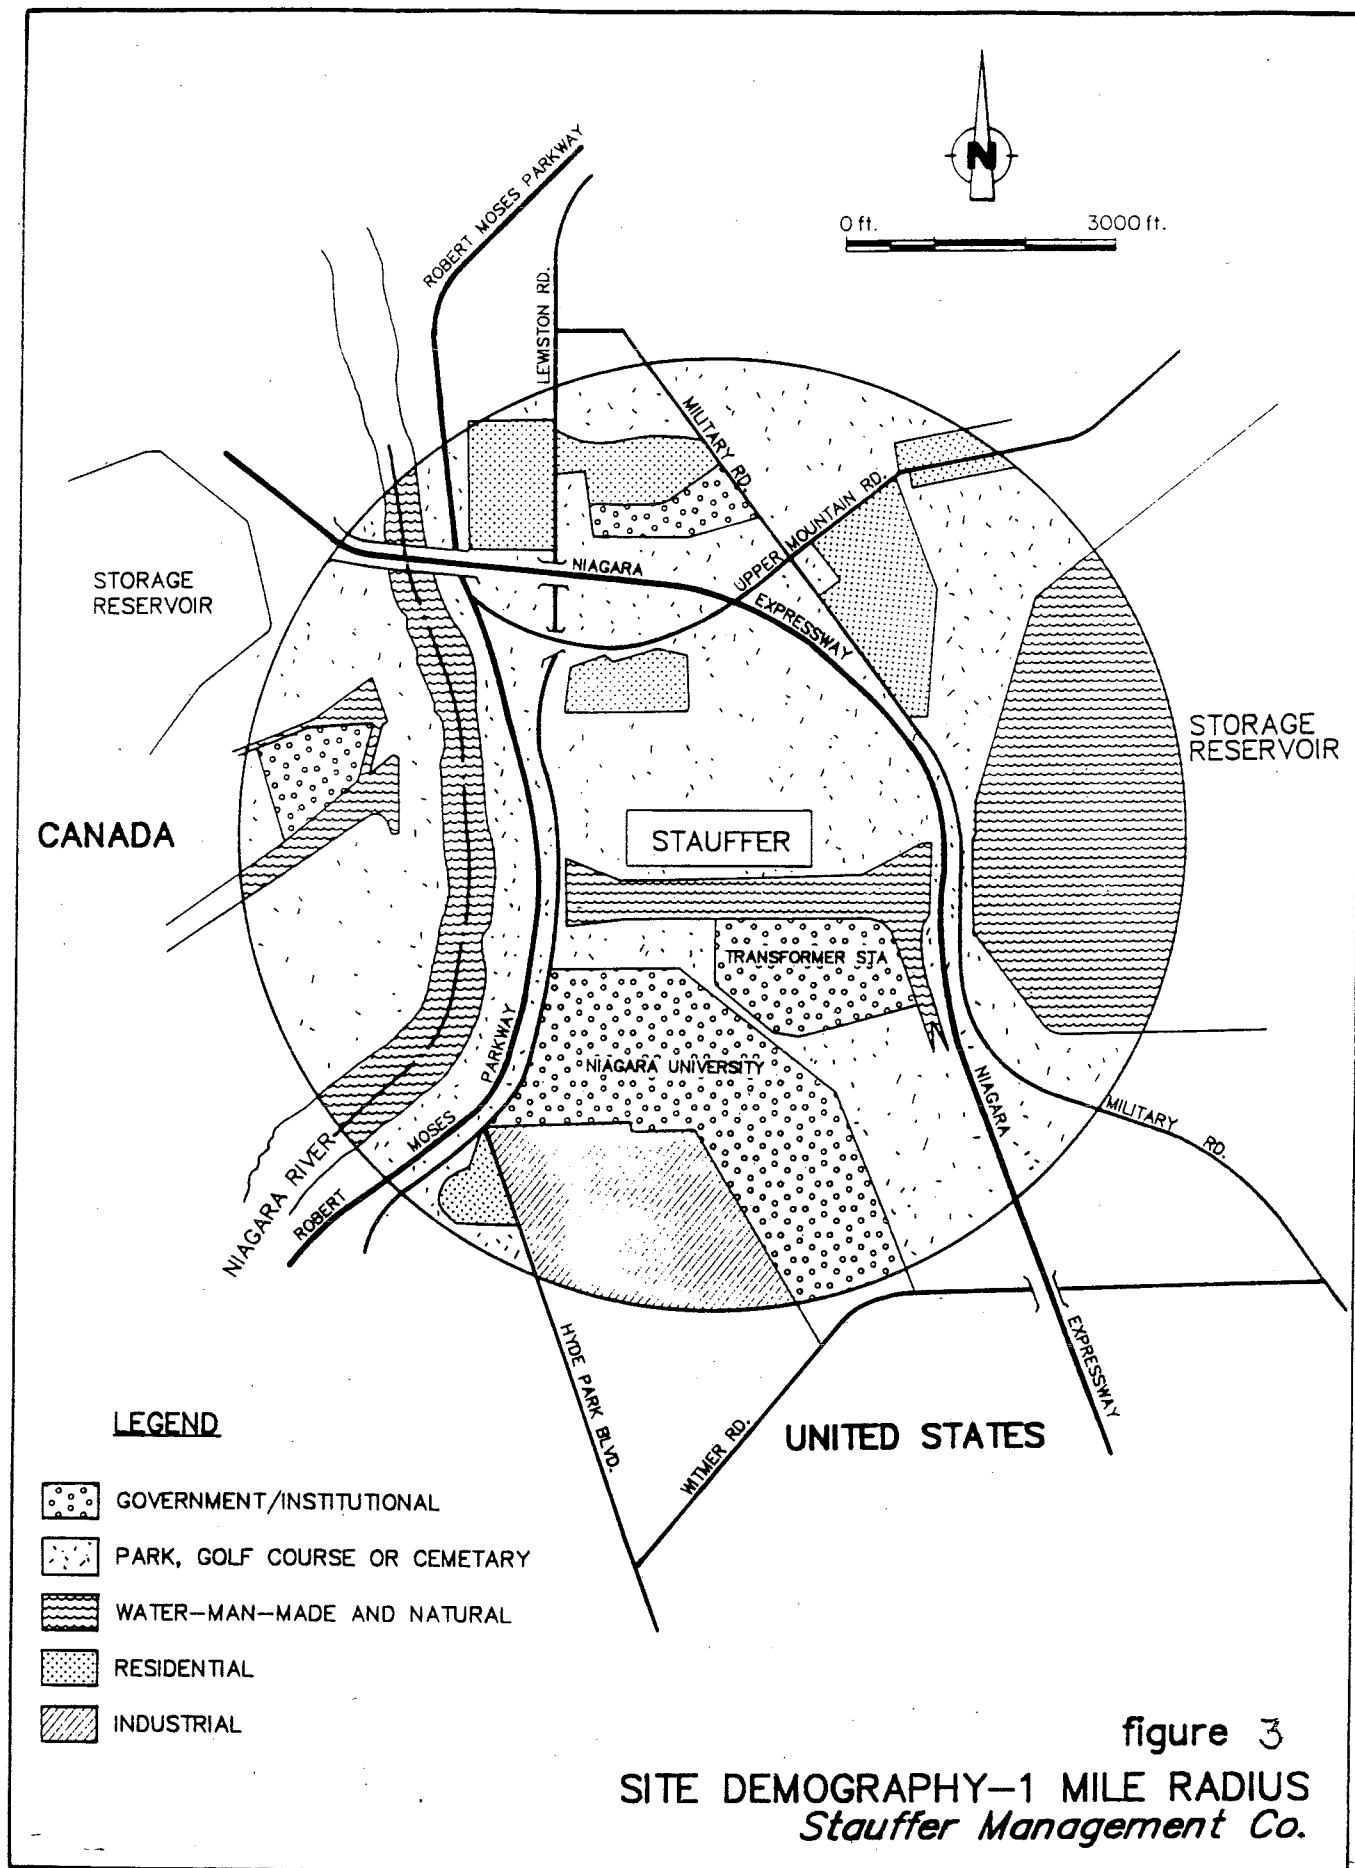 N
0 ft. 3000 ft.
ROBERT MOSES PARKWAY
LEWISTON RD.
MILITARY RD.
UPPER MOUNTAIN RD.
NIAGARA
EXPRESSWAY
STORAGE
RESERVOIR
STORAGE
RESERVOIR
CANADA
STAUFFER
TRANSFORMER STA
NIAGARA UNIVERSITY
PARKWAY
MOSES
ROBERT
NIAGARA RIVER
NIAGARA
EXPRESSWAY
MILITARY
RD.
HYDE PARK BLVD.
WITMER RD.
UNITED STATES
LEGEND
GOVERNMENT/INSTITUTIONAL
PARK, GOLF COURSE OR CEMETARY
WATER-MAN-MADE AND NATURAL
RESIDENTIAL
INDUSTRIAL
figure 3
SITE DEMOGRAPHY-1 MILE RADIUS
Stauffer Management Co.